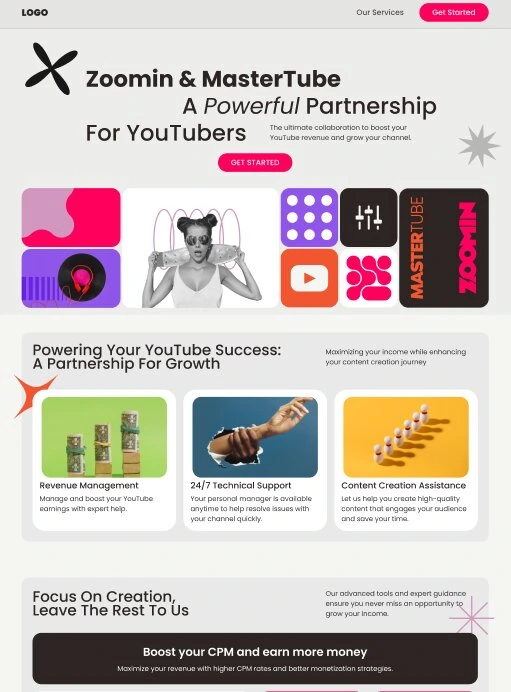 LOGO
Our Services
Get Started
Zoomin & MasterTube
A Powerful Partnership
For YouTubers
The ultimate collaboration to boost your
YouTube revenue and grow your channel.
GET STARTED
MASTERTUBE
ZOOMIN
Powering Your YouTube Success:
A Partnership For Growth
Maximizing your income while enhancing
your content creation journey
Revenue Management
Manage and boost your YouTube
earnings with expert help.
24/7 Technical Support
Your personal manager is available
anytime to help resolve issues with
your channel quickly.
Content Creation Assistance
Let us help you create high-quality
content that engages your audience
and save your time.
Focus On Creation,
Leave The Rest To Us
Our advanced tools and expert guidance
ensure you never miss an opportunity to
grow your income.
Boost your CPM and earn more money
Maximize your revenue with higher CPM rates and better monetization strategies.